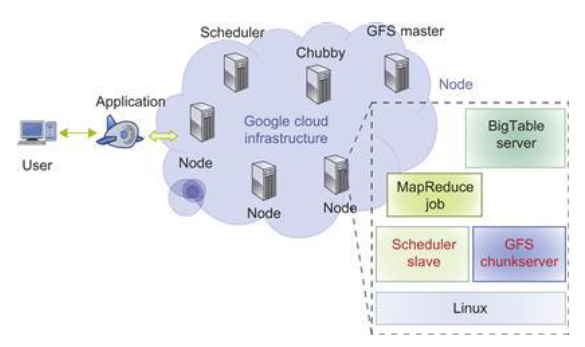 Scheduler
Chubby
GFS master
Node
Application
Google cloud
infrastructure
User
Node
Node
Node
BigTable
server
MapReduce
job
Scheduler
slave
GFS
chunkserver
Linux